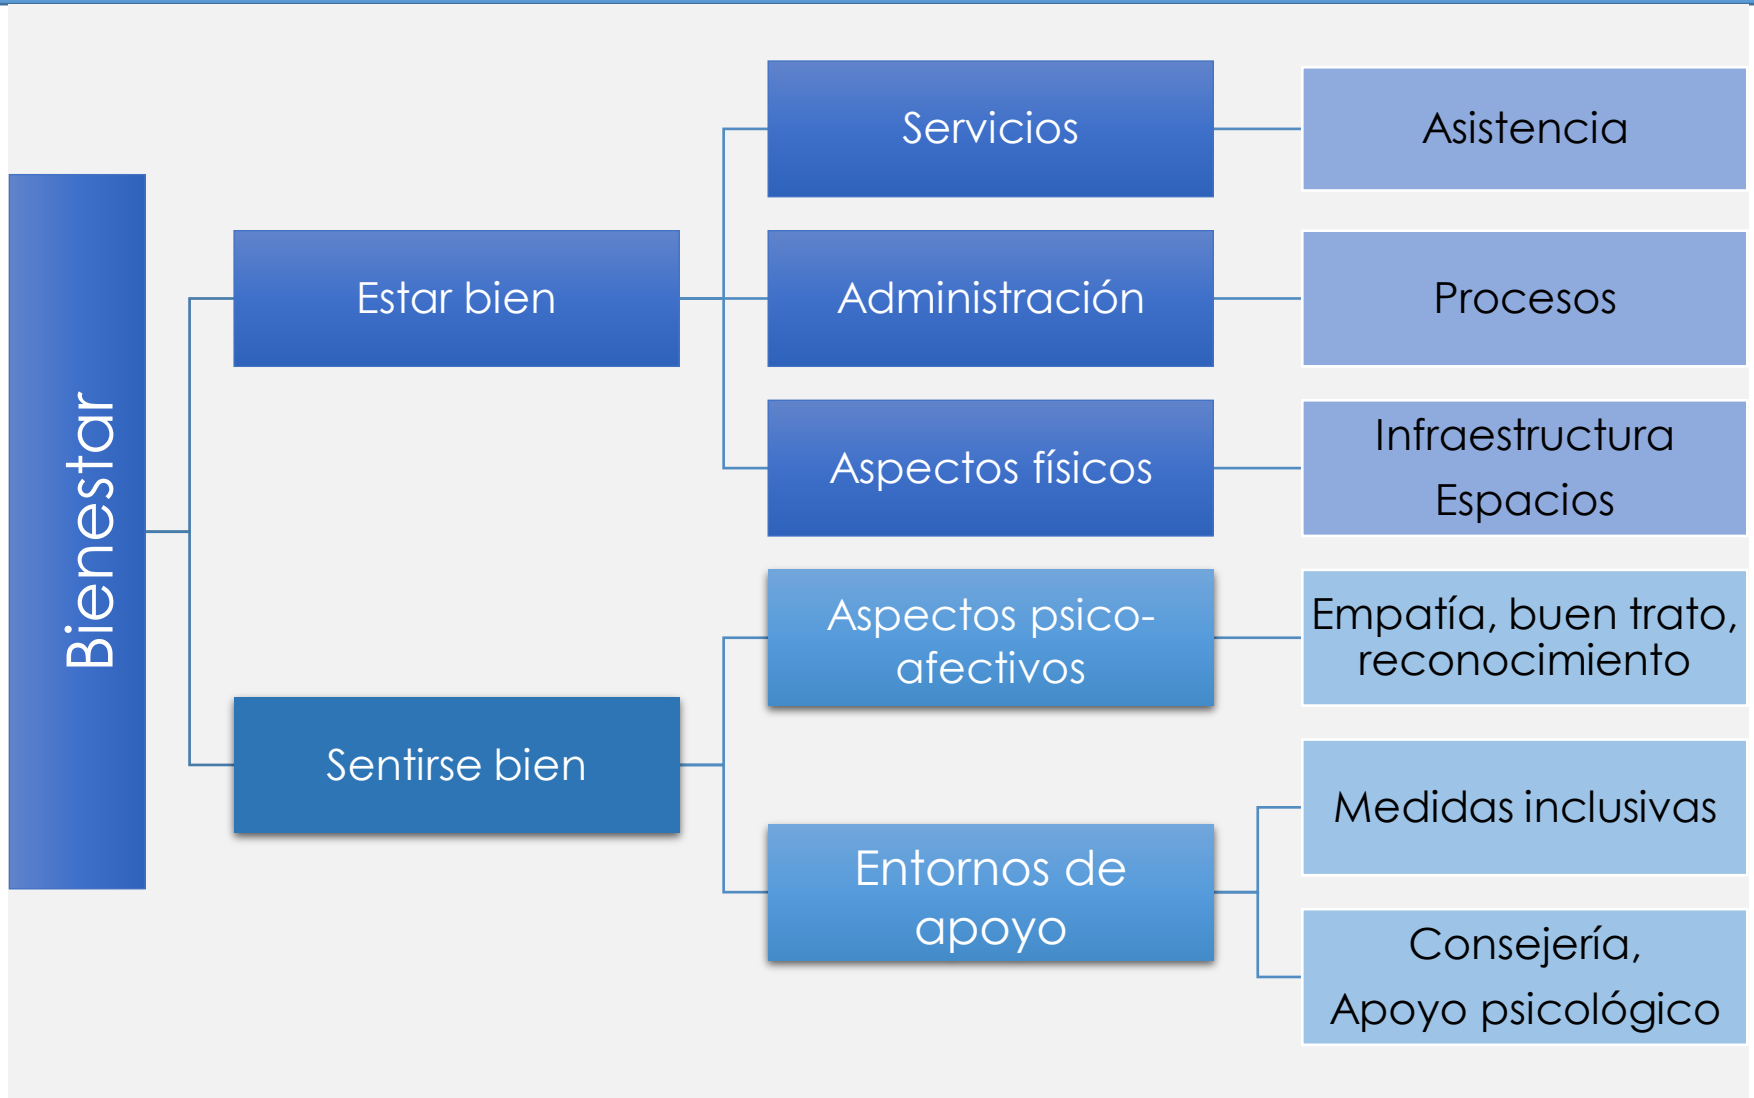 Bienestar
Estar bien
Servicios
Asistencia
Administración
Procesos
Aspectos físicos
Infraestructura
Espacios
Sentirse bien
Aspectos psico-
afectivos
Empatía, buen trato,
reconocimiento
Entornos de
apoyo
Medidas inclusivas
Consejería,
Apoyo psicológico